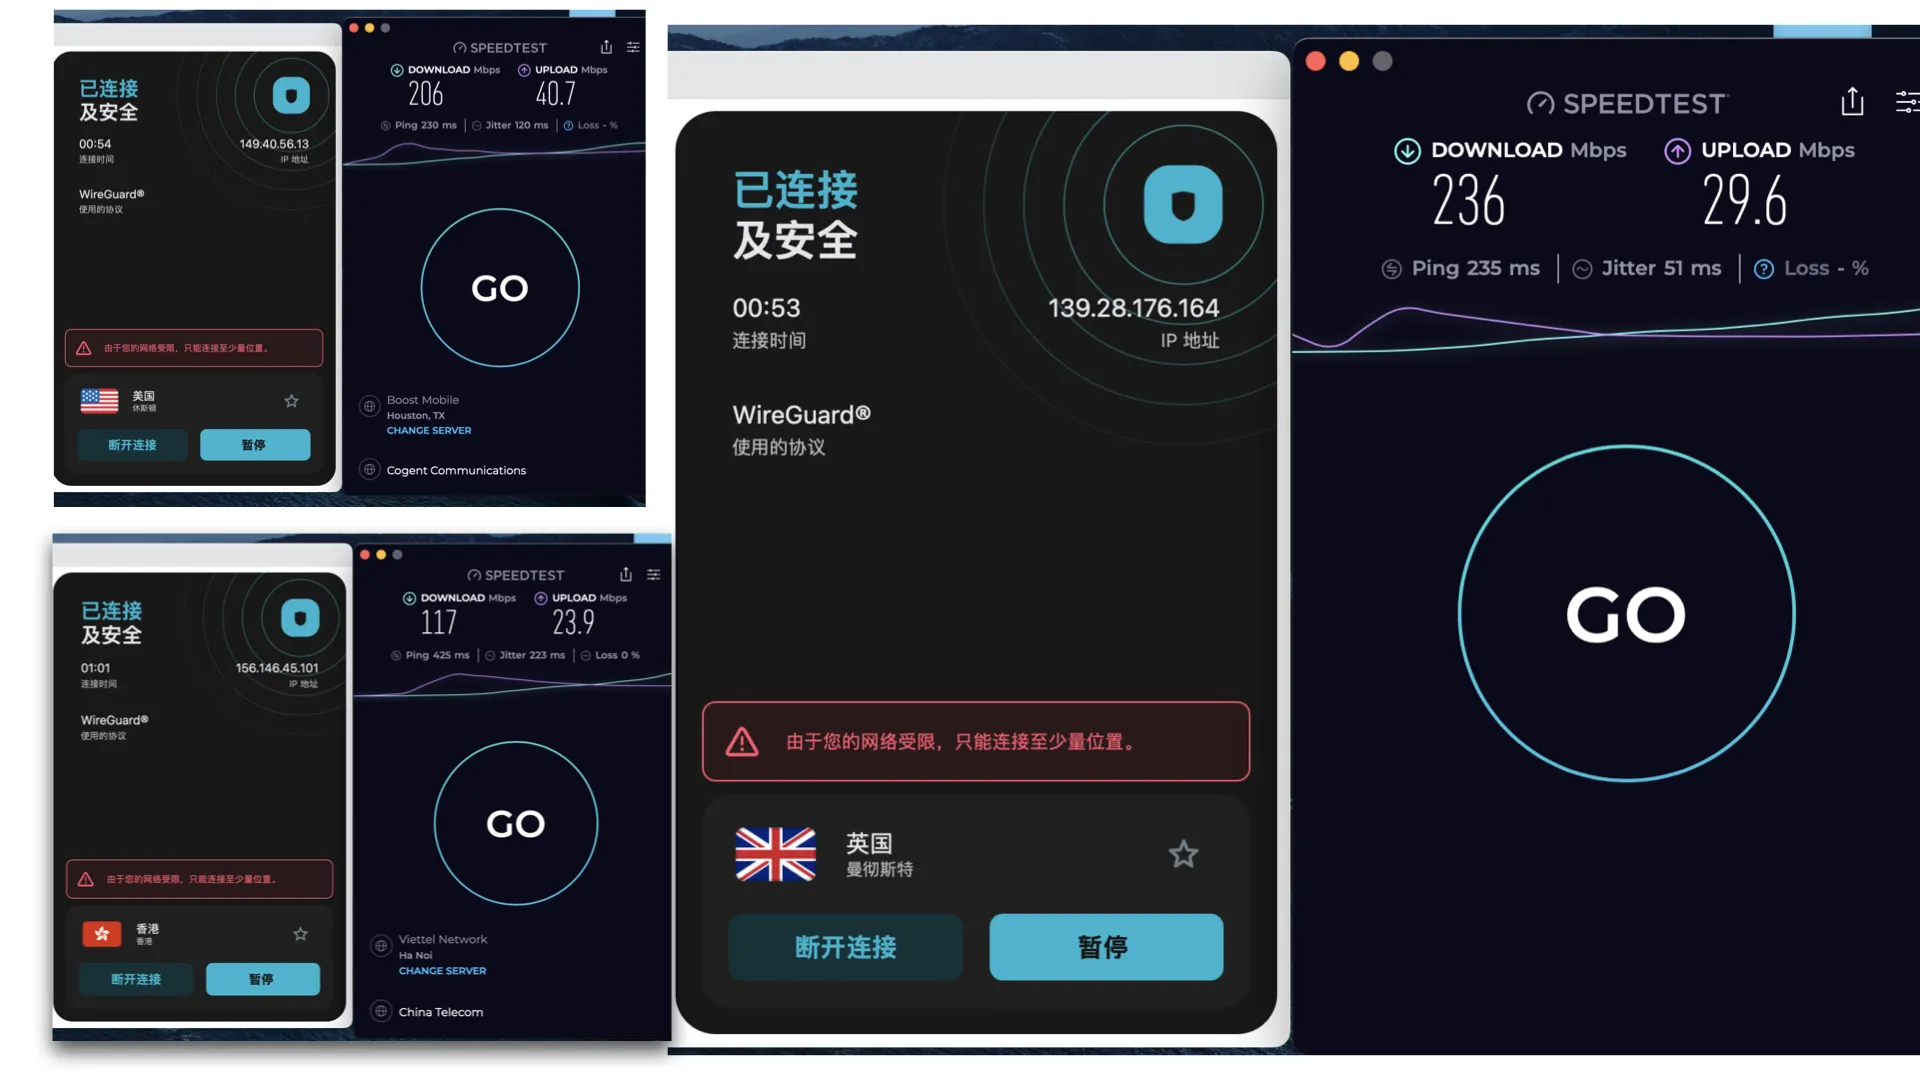 已连接
及安全
00:54
连接时间
149.40.56.13
IP 地址
WireGuard®
使用的协议
由于您的网络受限，只能连接至少量位置。
美国
休斯顿
断开连接
暂停
SPEEDTEST
DOWNLOAD Mbps
206
UPLOAD Mbps
40.7
Ping 230 ms
Jitter 120 ms
Loss - %
GO
Boost Mobile
Houston, TX
CHANGE SERVER
Cogent Communications
已连接
及安全
01:01
连接时间
156.146.45.101
IP 地址
WireGuard®
使用的协议
由于您的网络受限，只能连接至少量位置。
香港
香港
断开连接
暂停
SPEEDTEST
DOWNLOAD Mbps
117
UPLOAD Mbps
23.9
Ping 425 ms
Jitter 223 ms
Loss 0 %
GO
Viettel Network
Ha Noi
CHANGE SERVER
China Telecom
已连接
及安全
00:53
连接时间
139.28.176.164
IP 地址
WireGuard®
使用的协议
由于您的网络受限，只能连接至少量位置。
英国
曼彻斯特
断开连接
暂停
SPEEDTEST
DOWNLOAD Mbps
236
UPLOAD Mbps
29.6
Ping 235 ms
Jitter 51 ms
Loss - %
GO